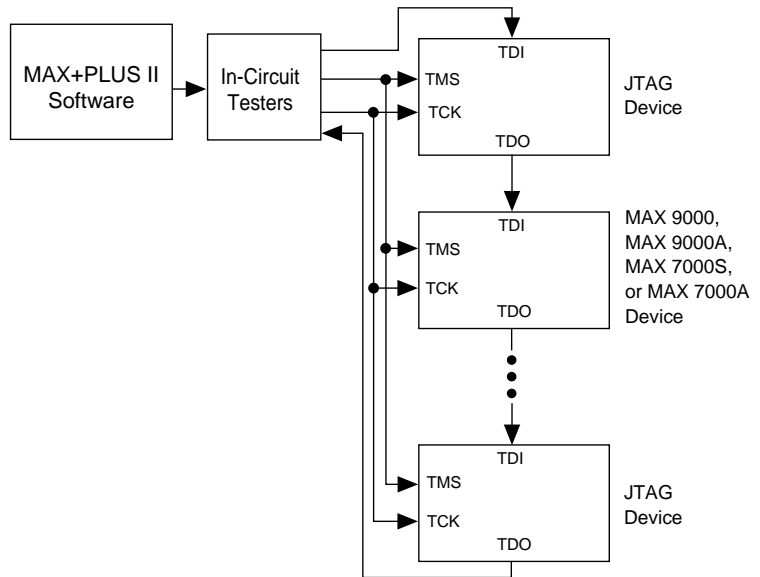 MAX+PLUS II
Software
In-Circuit
Testers
TDI
TMS
TCK
TDO
JTAG
Device
TDI
TMS
TCK
TDO
MAX 9000,
MAX 9000A,
MAX 7000S,
or MAX 7000A
Device
TDI
TMS
TCK
TDO
JTAG
Device